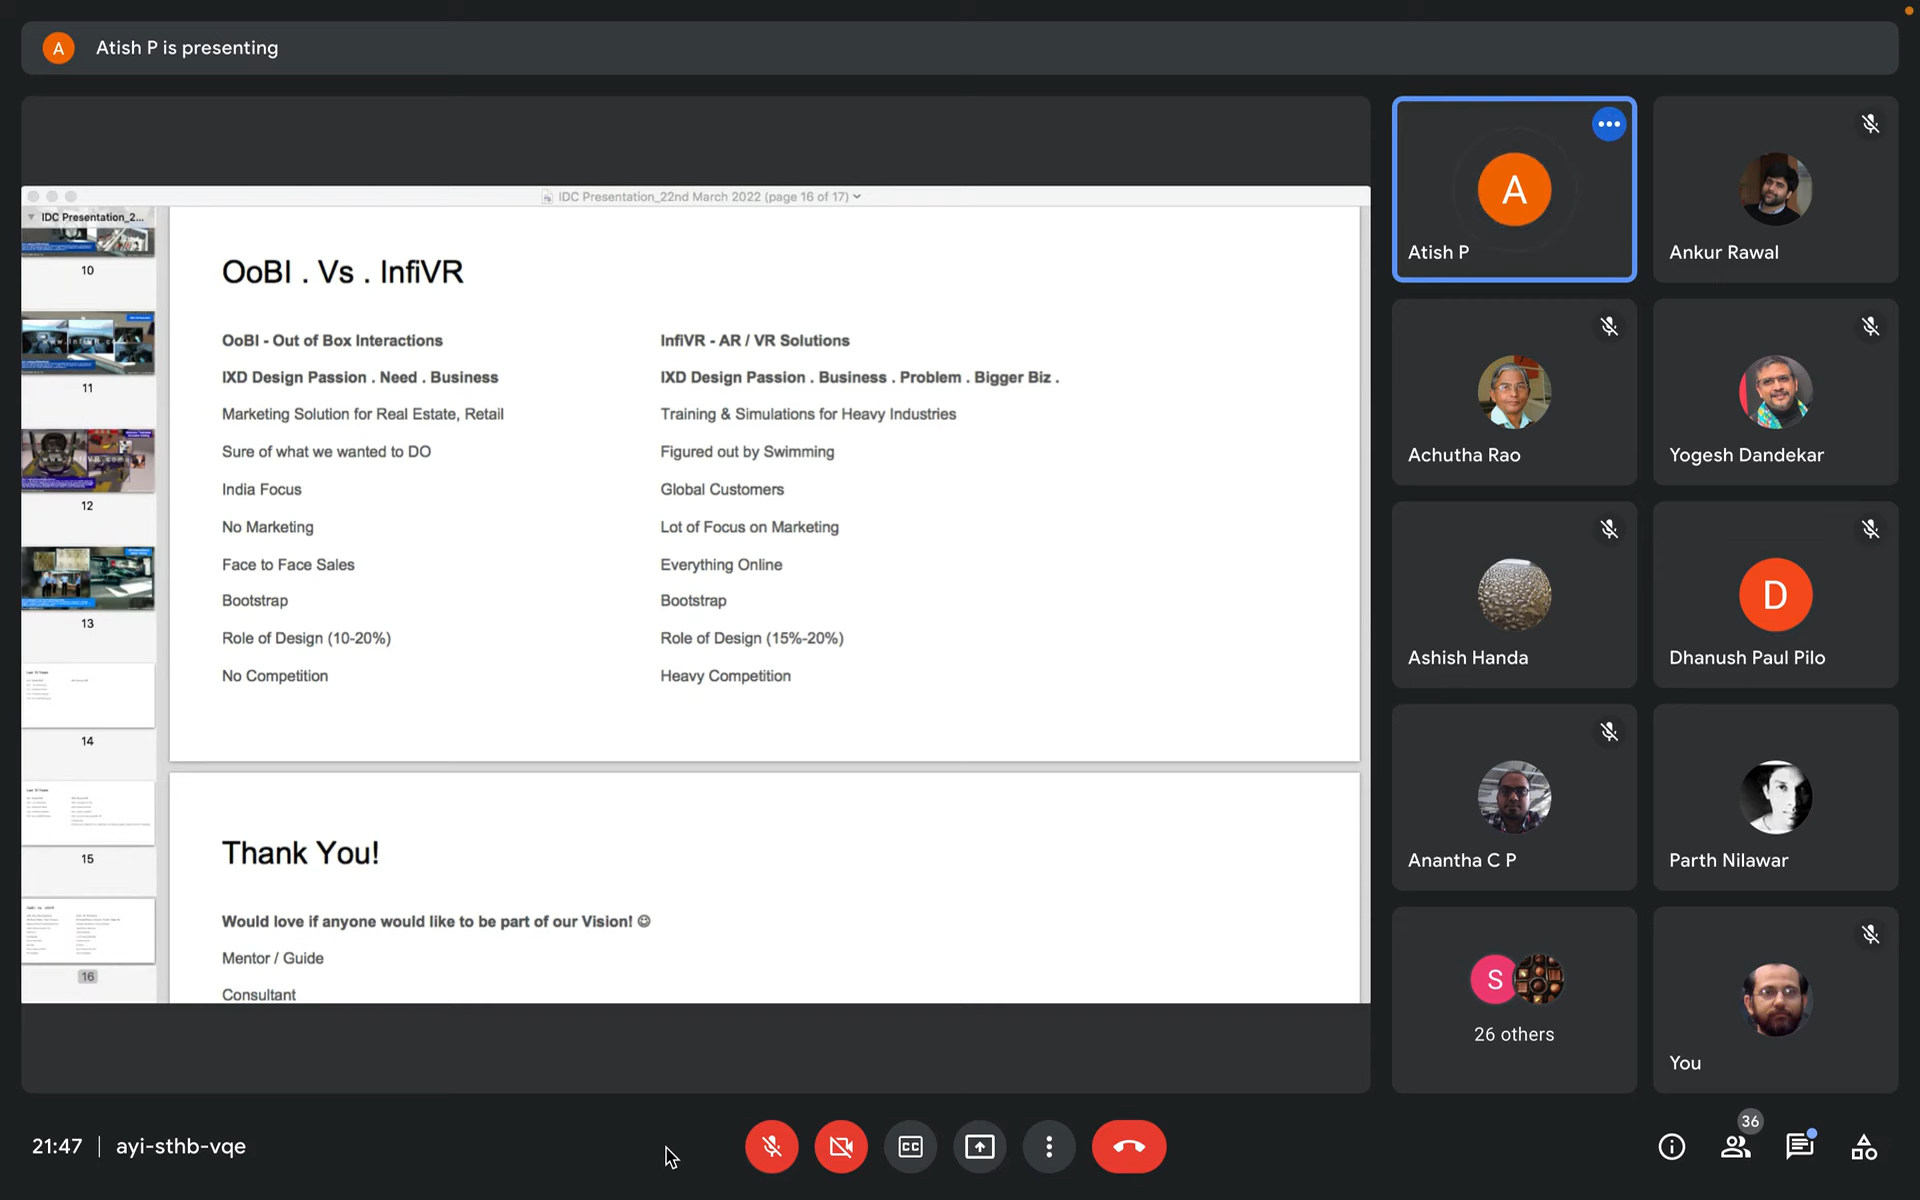 A Atish P is presenting
IDC Presentation_22nd March 2022 (page 16 of 17)
IDC Presentation_2...
10
11
12
13
14
15
16
OoBI . Vs . InfiVR
OoBI - Out of Box Interactions
IXD Design Passion . Need . Business
Marketing Solution for Real Estate, Retail
Sure of what we wanted to DO
India Focus
No Marketing
Face to Face Sales
Bootstrap
Role of Design (10-20%)
No Competition
InfiVR - AR / VR Solutions
IXD Design Passion . Business . Problem . Bigger Biz .
Training & Simulations for Heavy Industries
Figured out by Swimming
Global Customers
Lot of Focus on Marketing
Everything Online
Bootstrap
Role of Design (15%-20%)
Heavy Competition
Thank You!
Would love if anyone would like to be part of our Vision! ☺
Mentor / Guide
Consultant
A
Atish P
Ankur Rawal
Achutha Rao
Yogesh Dandekar
Ashish Handa
D
Dhanush Paul Pilo
Anantha C P
Parth Nilawar
S
26 others
You
21:47 | ayi-sthb-vqe
CC
36